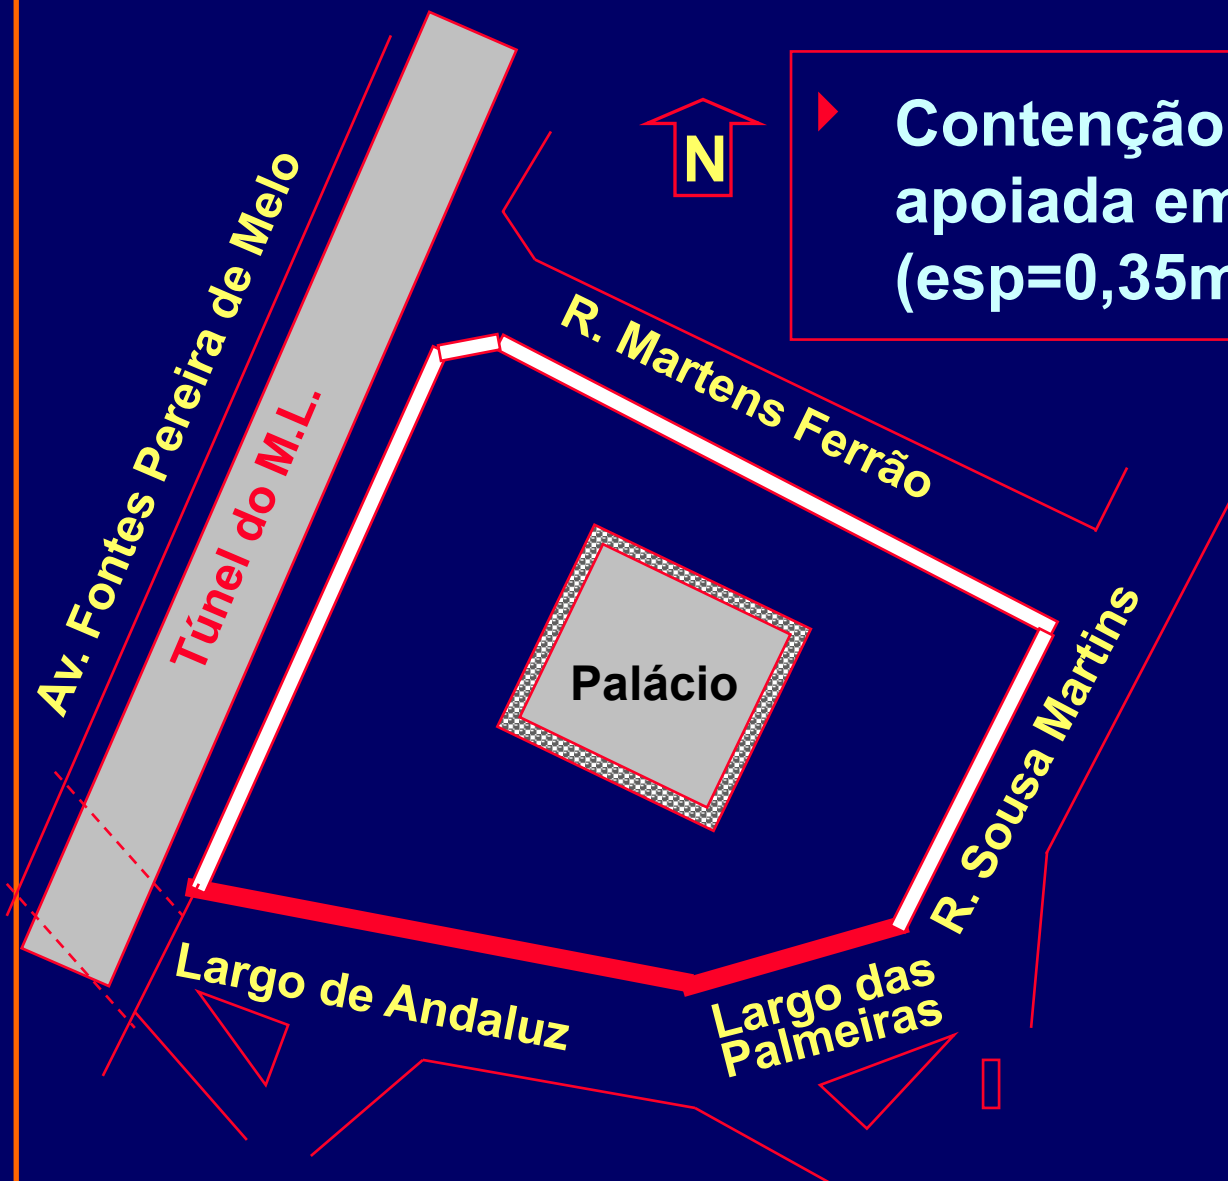 N
Contenção
apoiada em
(esp=0,35m
Av. Fontes Pereira de Melo
Túnel do M.L.
R. Martens Ferrão
Palácio
R. Sousa Martins
Largo de Andaluz
Largo das
Palmeiras